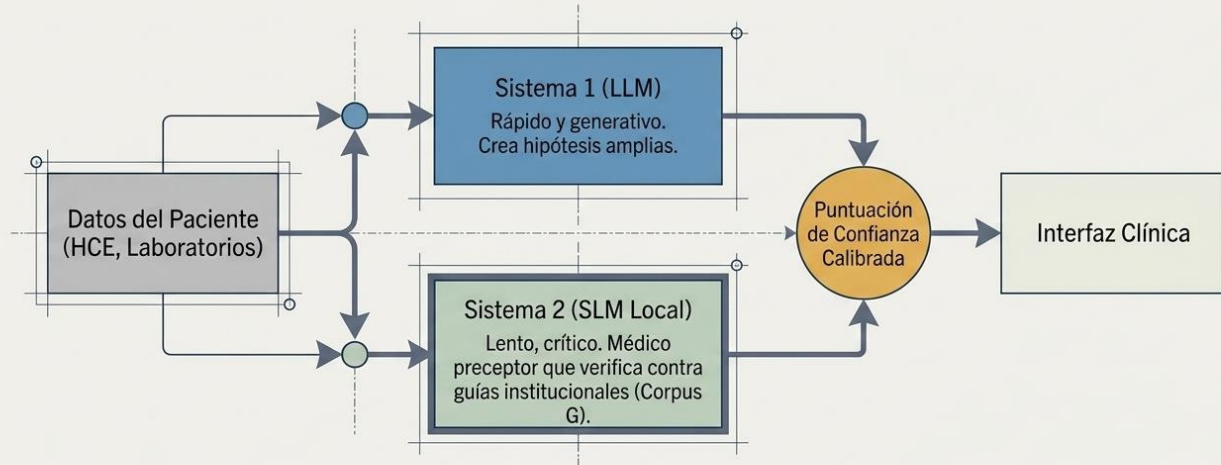 Datos del Paciente
(HCE, Laboratorios)
Sistema 1 (LLM)
Rápido y generativo.
Crea hipótesis amplias.
Sistema 2 (SLM Local)
Lento, crítico. Médico
preceptor que verifica contra
guías institucionales (Corpus
G).
Puntuación
de Confianza
Calibrada
Interfaz Clínica